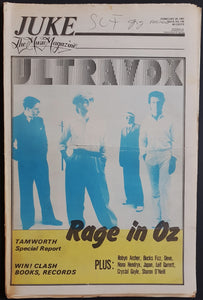 JUKE
The Music Magazine
ULTRAVOX
Rage in Oz
TAMWORTH
Special Report
WIN! CLASH
BOOKS, RECORDS
PLUS:
Robyn Archer, Bucks Fizz, Devo,
Nona Hendryx, Japan, Leif Garrett,
Crystal Gayle, Sharon O'Neill